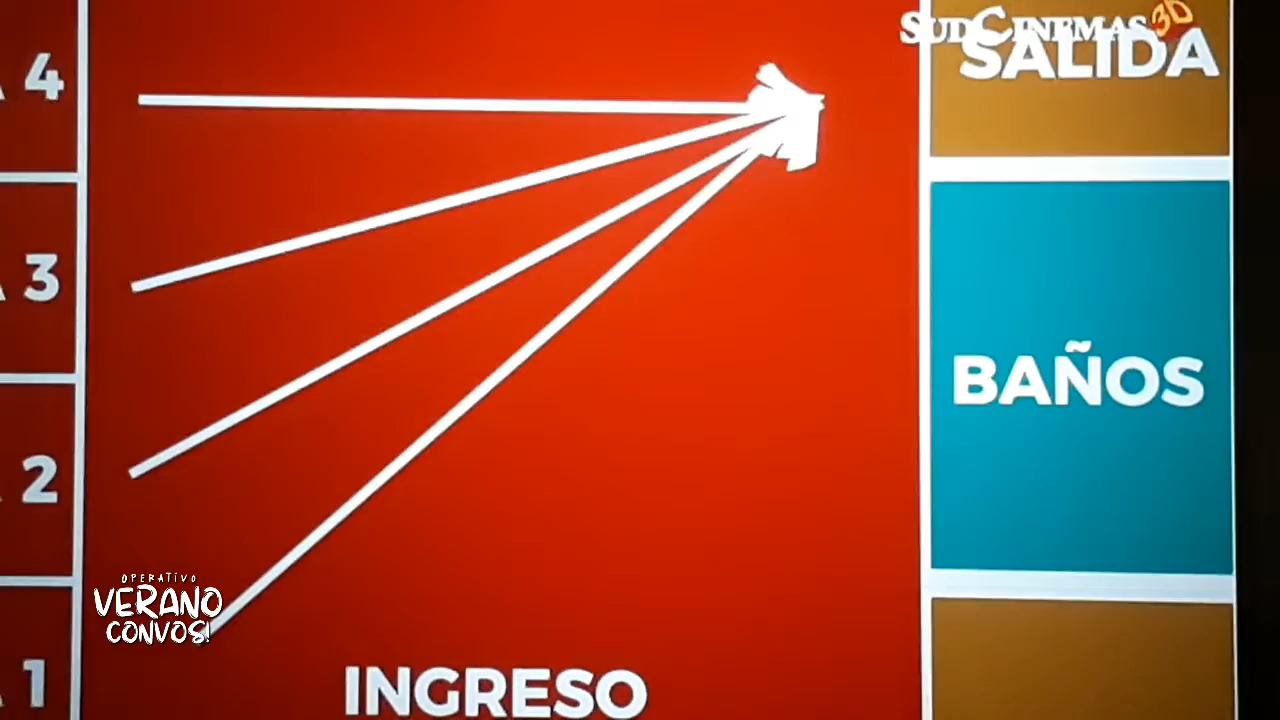 SUDCINEMAS 3D
SALIDA
A 4
A 3
BAÑOS
2
OPERATIVO
VERANO
CONVOS!
A 1
INGRESO